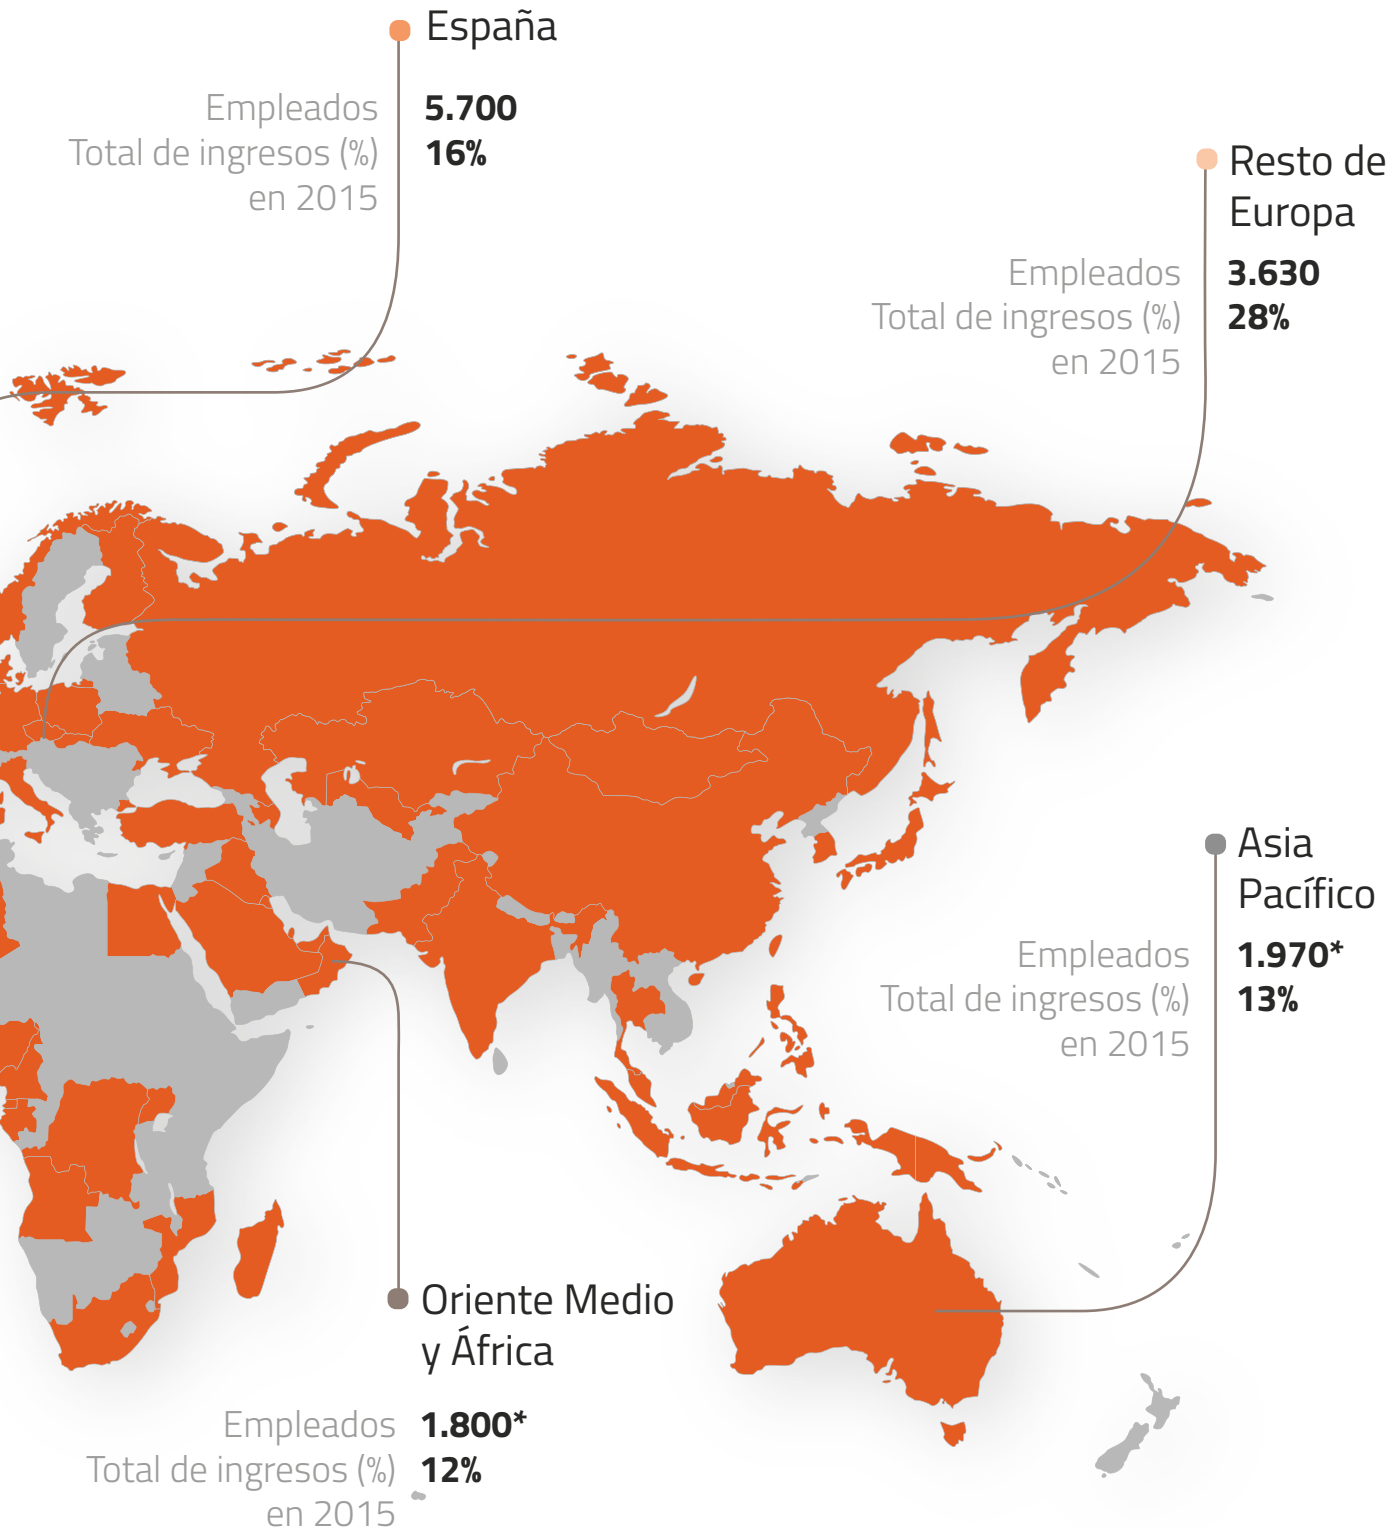 España
Empleados 5.700
Total de ingresos (%) 16%
en 2015
Resto de
Europa
Empleados 3.630
Total de ingresos (%) 28%
en 2015
Asia
Pacífico
Empleados 1.970*
Total de ingresos (%) 13%
en 2015
Oriente Medio
y África
Empleados 1.800*
Total de ingresos (%) 12%
en 2015